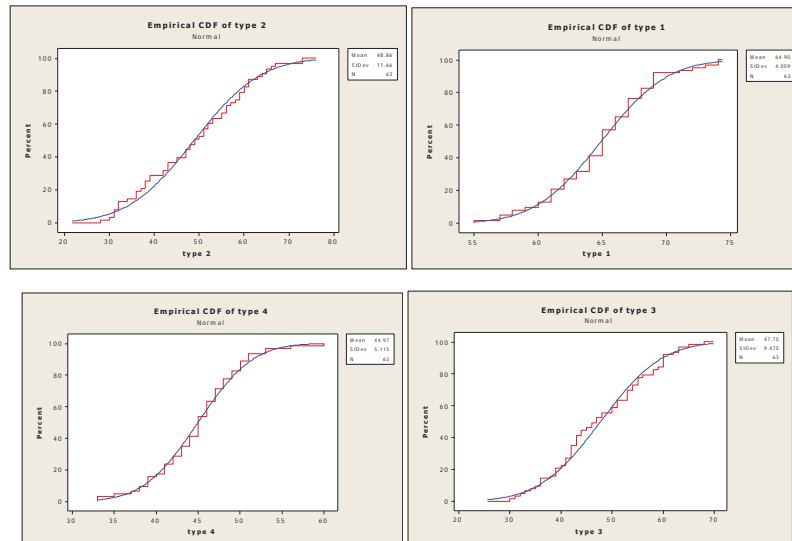 Empirical CDF of type 2
Normal
Mean 48.86
StDev 11.66
N 63
Percent
100
80
60
40
20
0
20 30 40 50 60 70 80
type 2
Empirical CDF of type 1
Normal
Mean 64.90
StDev 4.059
N 63
Percent
100
80
60
40
20
0
55 60 65 70 75
type 1
Empirical CDF of type 4
Normal
Mean 44.97
StDev 5.115
N 63
Percent
100
80
60
40
20
0
30 35 40 45 50 55 60
type 4
Empirical CDF of type 3
Normal
Mean 47.75
StDev 9.475
N 63
Percent
100
80
60
40
20
0
20 30 40 50 60 70
type 3